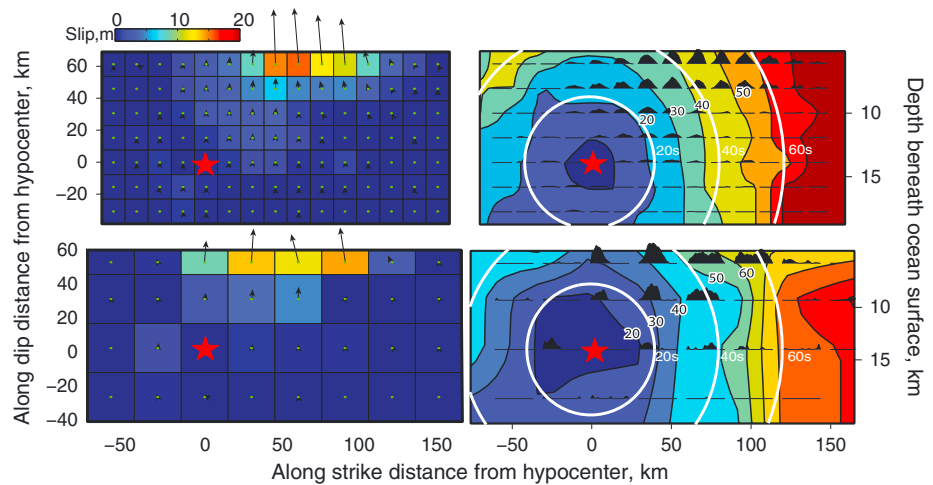 Slip,m 0 10 20
Along dip distance from hypocenter, km
60
40
20
0
−20
60
40
20
0
−20
−40
−50 0 50 100 150
20 30 40 50
20s 40s 60s
10
15
20 30 40 50 60
20s 40s 60s
10
15
−50 0 50 100 150
Depth beneath ocean surface, km
Along strike distance from hypocenter, km